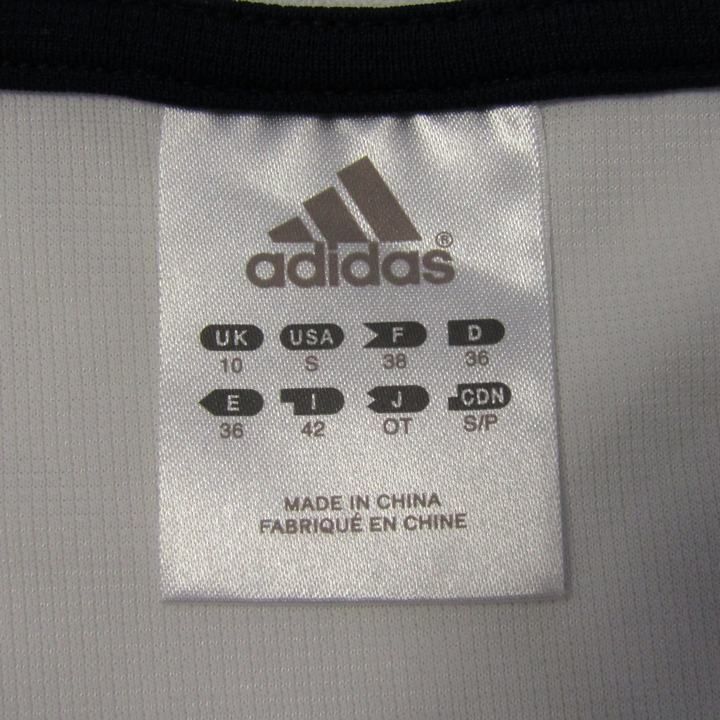 adidas®
UK USA F D
10 S 38 36
E I J CDN
36 42 OT S/P
MADE IN CHINA
FABRIQUÉ EN CHINE